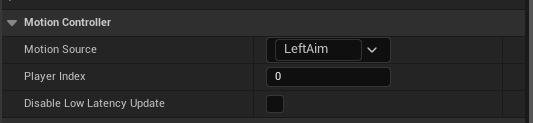 Motion Controller
Motion Source LeftAim
Player Index 0
Disable Low Latency Update